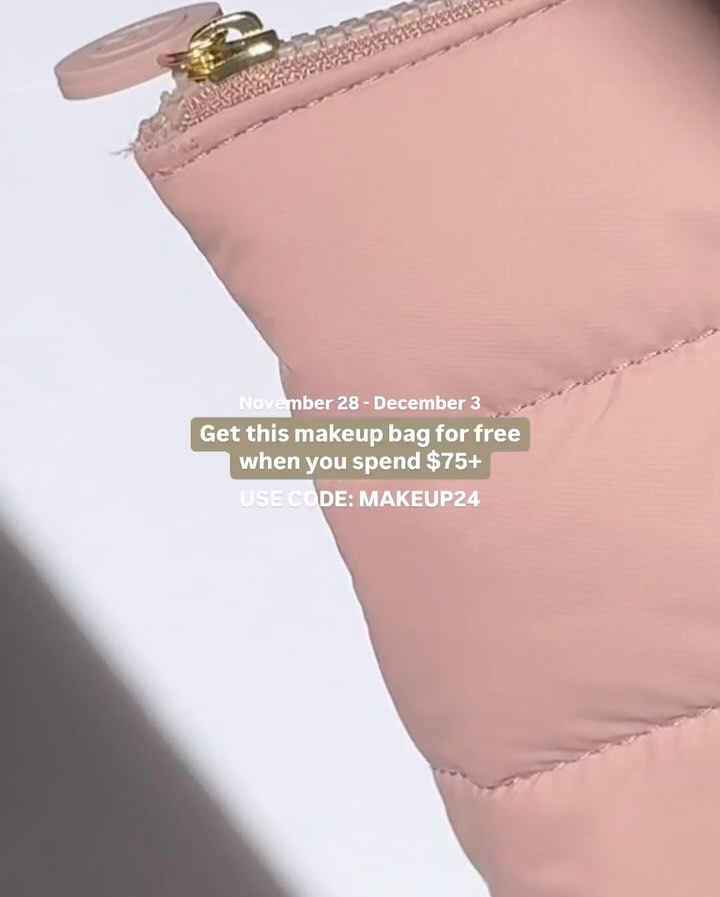 November 28 - December 3
Get this makeup bag for free
when you spend $75+
USE CODE: MAKEUP24